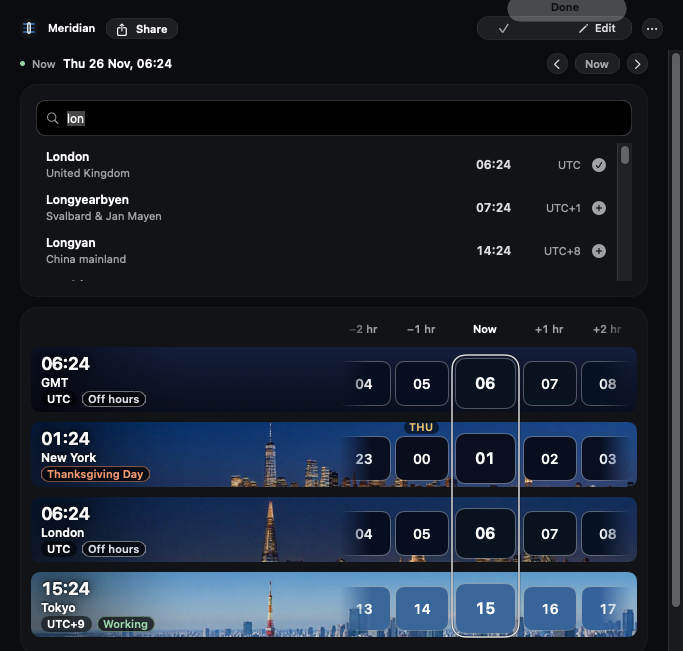 Done
Meridian Share Edit
Now Thu 26 Nov, 06:24 Now
lon
London 06:24 UTC
United Kingdom
Longyearbyen 07:24 UTC+1
Svalbard & Jan Mayen
Longyan 14:24 UTC+8
China mainland
−2 hr −1 hr Now +1 hr +2 hr
06:24
GMT
UTC Off hours
04 05 06 07 08
THU
01:24
New York
Thanksgiving Day
23 00 01 02 03
06:24
London
UTC Off hours
04 05 06 07 08
15:24
Tokyo
UTC+9 Working
13 14 15 16 17